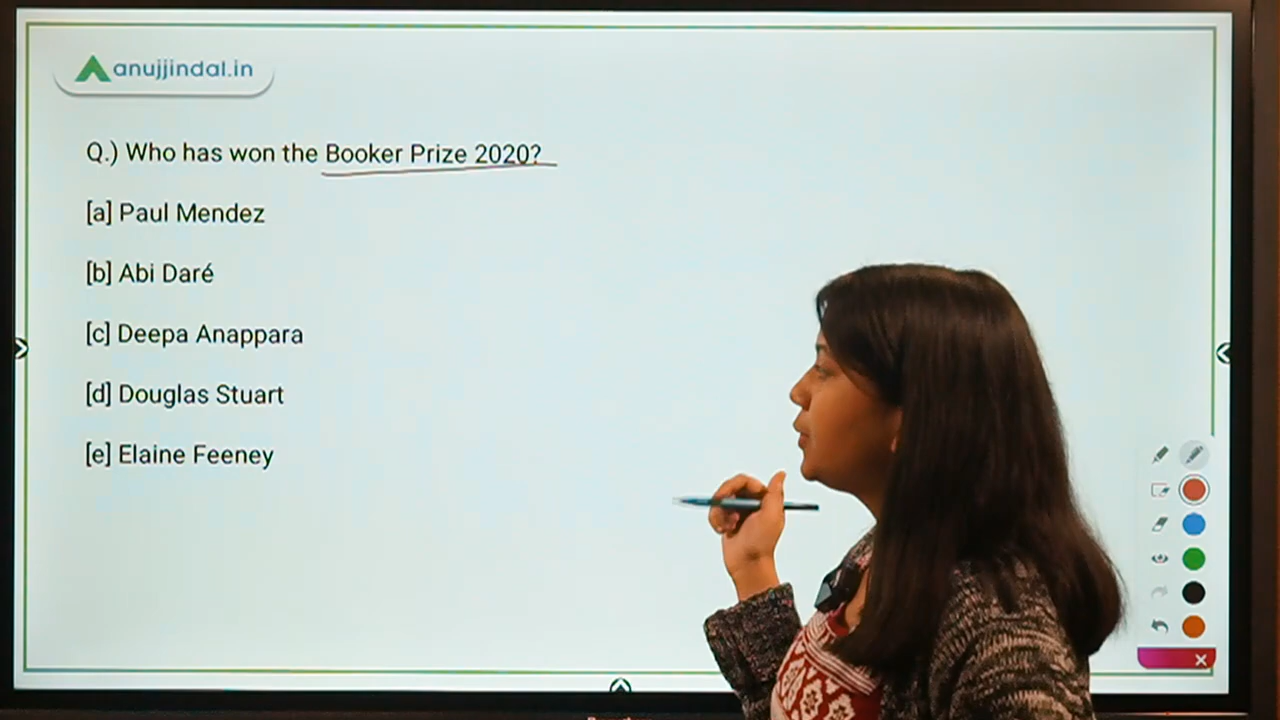 anujjindal.in
Q.) Who has won the Booker Prize 2020?
[a] Paul Mendez
[b] Abi Daré
[c] Deepa Anappara
[d] Douglas Stuart
[e] Elaine Feeney